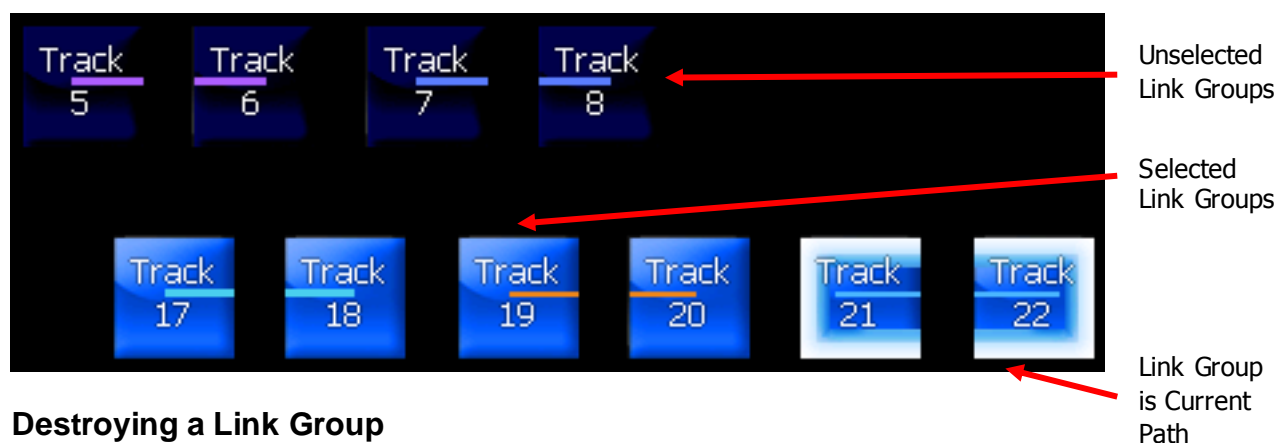 Track 5
Track 6
Track 7
Track 8
Unselected
Link Groups
Selected
Link Groups
Track 17
Track 18
Track 19
Track 20
Track 21
Track 22
Link Group
is Current
Path
Destroying a Link Group